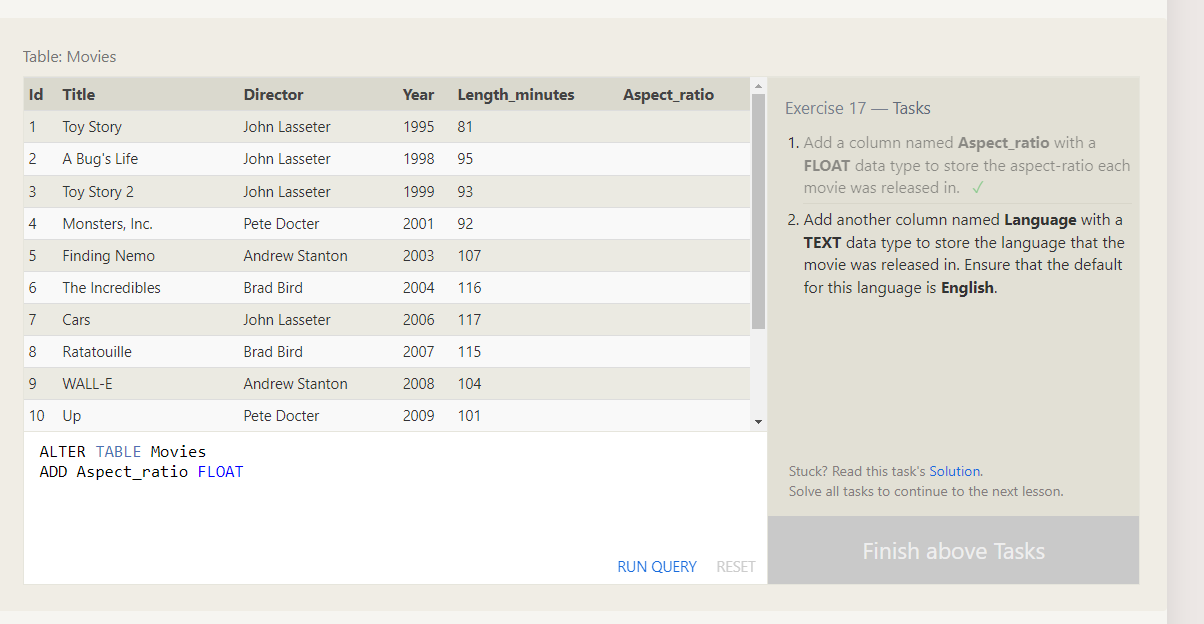 Table: Movies
Id Title Director Year Length_minutes Aspect_ratio
1 Toy Story John Lasseter 1995 81
2 A Bug's Life John Lasseter 1998 95
3 Toy Story 2 John Lasseter 1999 93
4 Monsters, Inc. Pete Docter 2001 92
5 Finding Nemo Andrew Stanton 2003 107
6 The Incredibles Brad Bird 2004 116
7 Cars John Lasseter 2006 117
8 Ratatouille Brad Bird 2007 115
9 WALL-E Andrew Stanton 2008 104
10 Up Pete Docter 2009 101
ALTER TABLE Movies
ADD Aspect_ratio FLOAT
RUN QUERY RESET
Exercise 17 — Tasks
1. Add a column named Aspect_ratio with a
FLOAT data type to store the aspect-ratio each
movie was released in. ✓
2. Add another column named Language with a
TEXT data type to store the language that the
movie was released in. Ensure that the default
for this language is English.
Stuck? Read this task's Solution.
Solve all tasks to continue to the next lesson.
Finish above Tasks